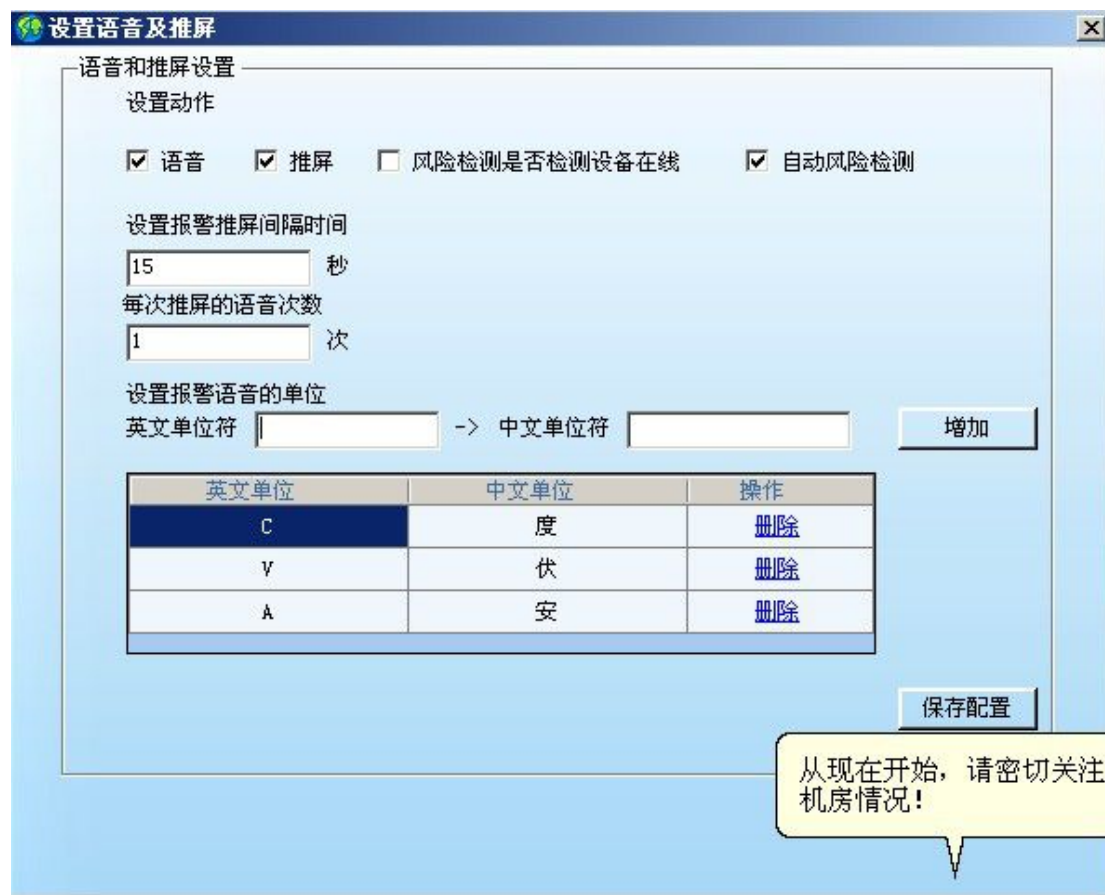 设置语音及推屏
语音和推屏设置
设置动作
语音 推屏 风险检测是否检测设备在线 自动风险检测
设置报警推屏间隔时间
15 秒
每次推屏的语音次数
1 次
设置报警语音的单位
英文单位符 -> 中文单位符 增加
英文单位 中文单位 操作
C 度 删除
V 伏 删除
A 安 删除
保存配置
从现在开始，请密切关注
机房情况!